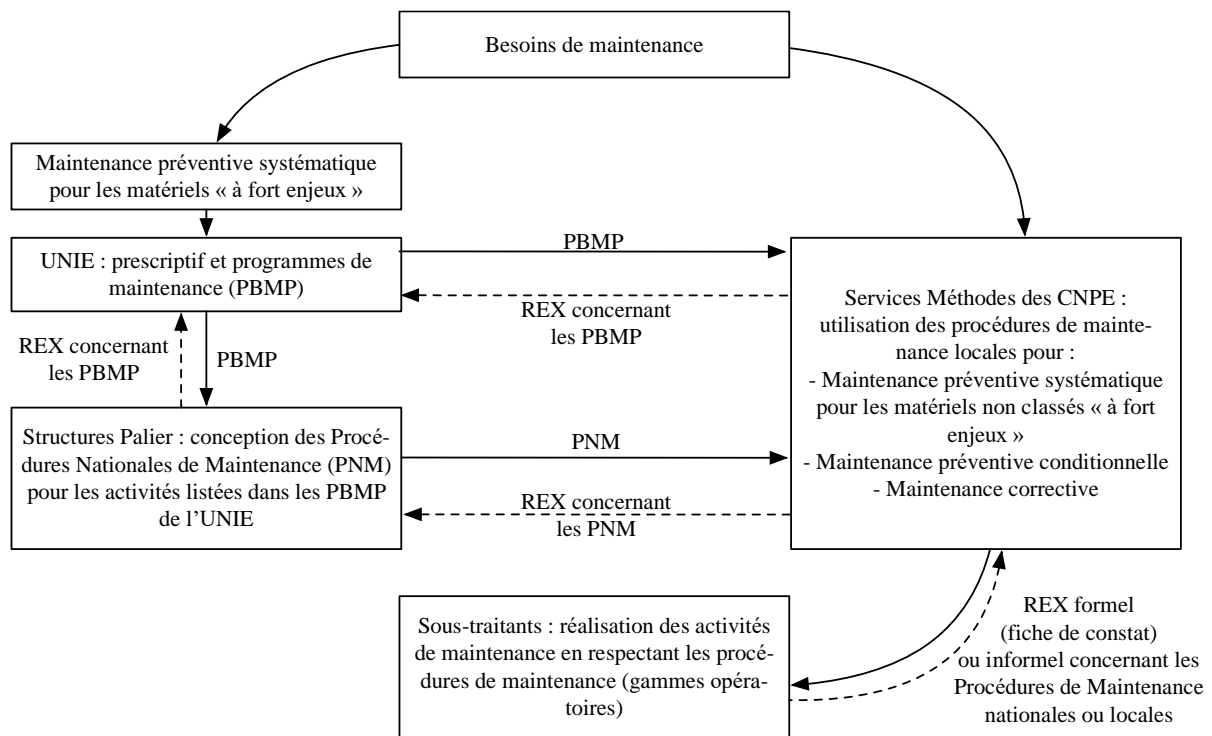 Besoins de maintenance
Maintenance préventive systématique
pour les matériels « à fort enjeux »
UNIE : prescriptif et programmes de
maintenance (PBMP)
PBMP
REX concernant
les PBMP
REX concernant
les PBMP
PBMP
Structures Palier : conception des Procé-
dures Nationales de Maintenance (PNM)
pour les activités listées dans les PBMP
de l’UNIE
PNM
REX concernant
les PNM
Services Méthodes des CNPE :
utilisation des procédures de mainte-
nance locales pour :
- Maintenance préventive systématique
pour les matériels non classés « à fort
enjeux »
- Maintenance préventive conditionnelle
- Maintenance corrective
Sous-traitants : réalisation des activités
de maintenance en respectant les procé-
dures de maintenance (gammes opéra-
toires)
REX formel
(fiche de constat)
ou informel concernant les
Procédures de Maintenance
nationales ou locales